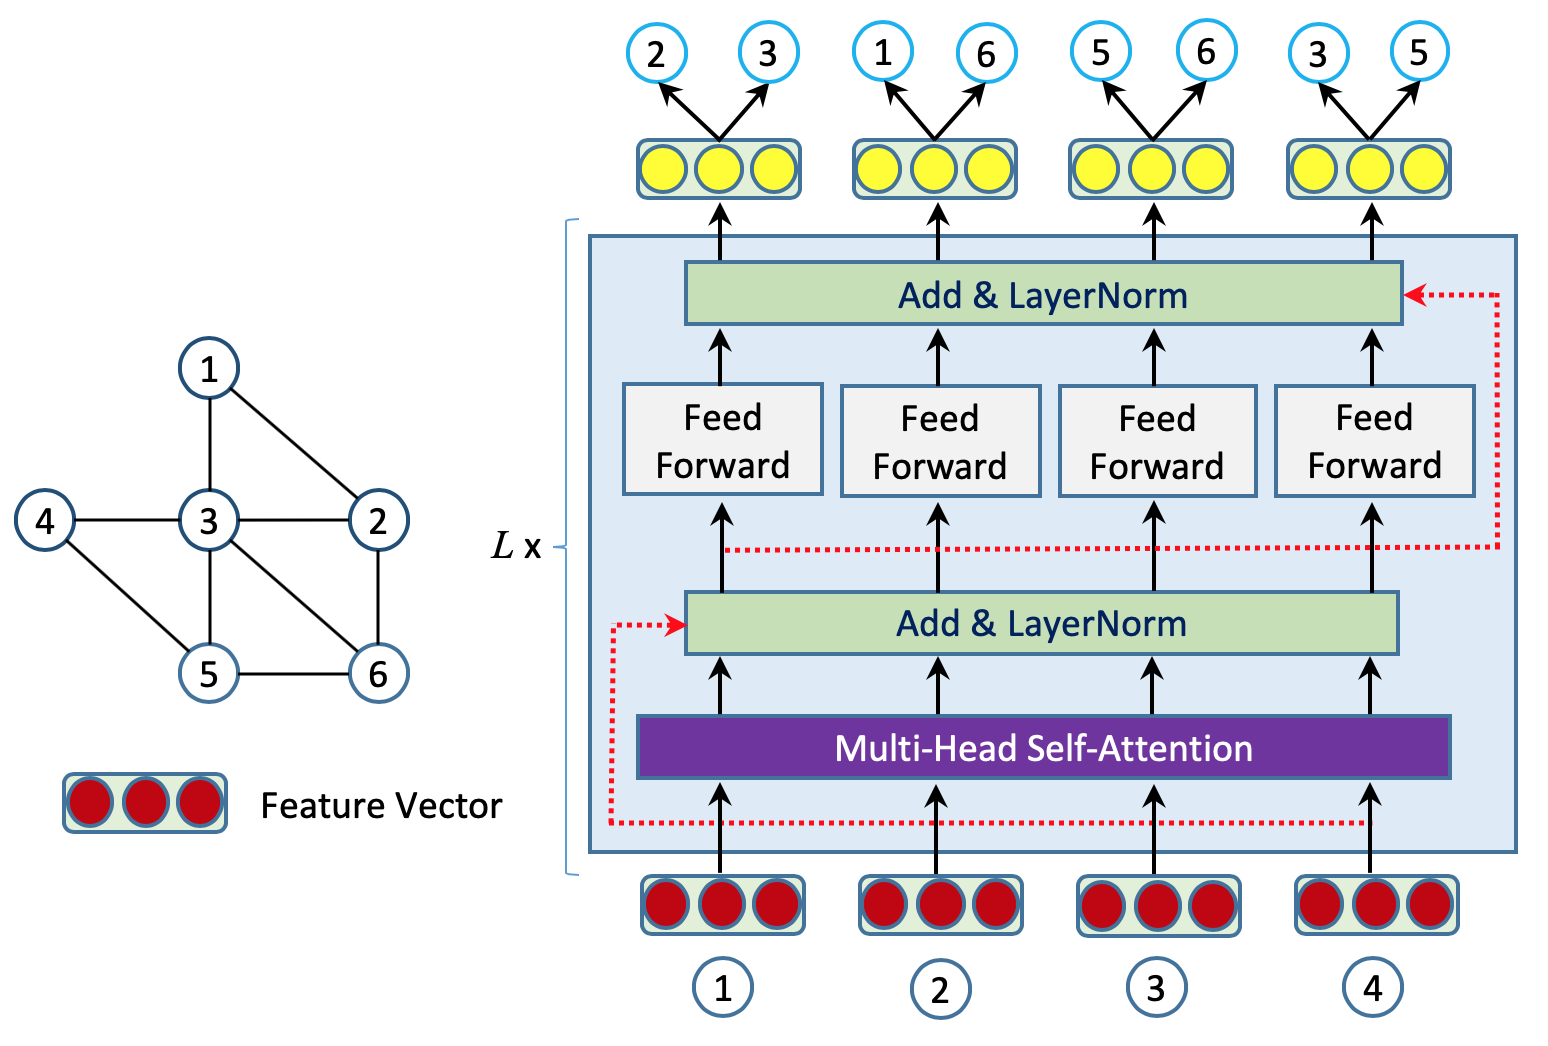 2 3 1 6 5 6 3 5
Add & LayerNorm
Feed Forward
Feed Forward
Feed Forward
Feed Forward
1
4 3 2
5 6
L x
Add & LayerNorm
Multi-Head Self-Attention
Feature Vector
1 2 3 4